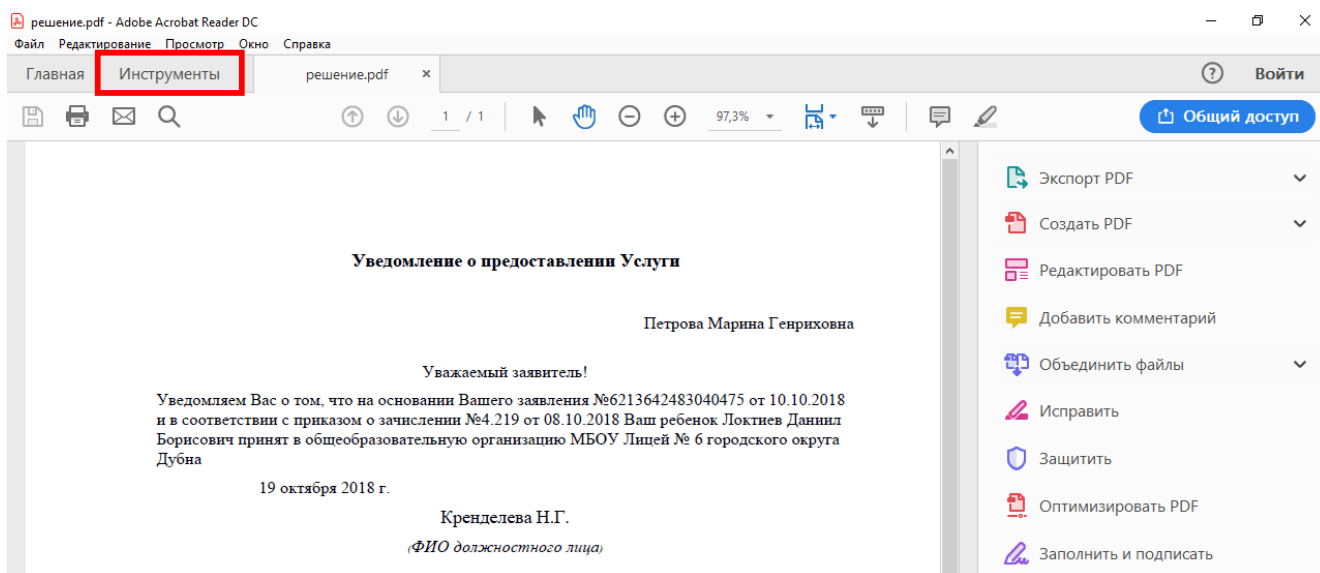 решение.pdf - Adobe Acrobat Reader DC
Файл Редактирование Просмотр Окно Справка
Главная Инструменты решение.pdf × ? Войти
1 / 1 97,3% Общий доступ
Экспорт PDF
Создать PDF
Редактировать PDF
Добавить комментарий
Объединить файлы
Исправить
Защитить
Оптимизировать PDF
Заполнить и подписать
Уведомление о предоставлении Услуги
Петрова Марина Генриховна
Уважаемый заявитель!
Уведомляем Вас о том, что на основании Вашего заявления №6213642483040475 от 10.10.2018
и в соответствии с приказом о зачислении №4.219 от 08.10.2018 Ваш ребенок Локтиев Даниил
Борисович принят в общеобразовательную организацию МБОУ Лицей № 6 городского округа
Дубна
19 октября 2018 г.
Кренделева Н.Г.
(ФИО должностного лица)